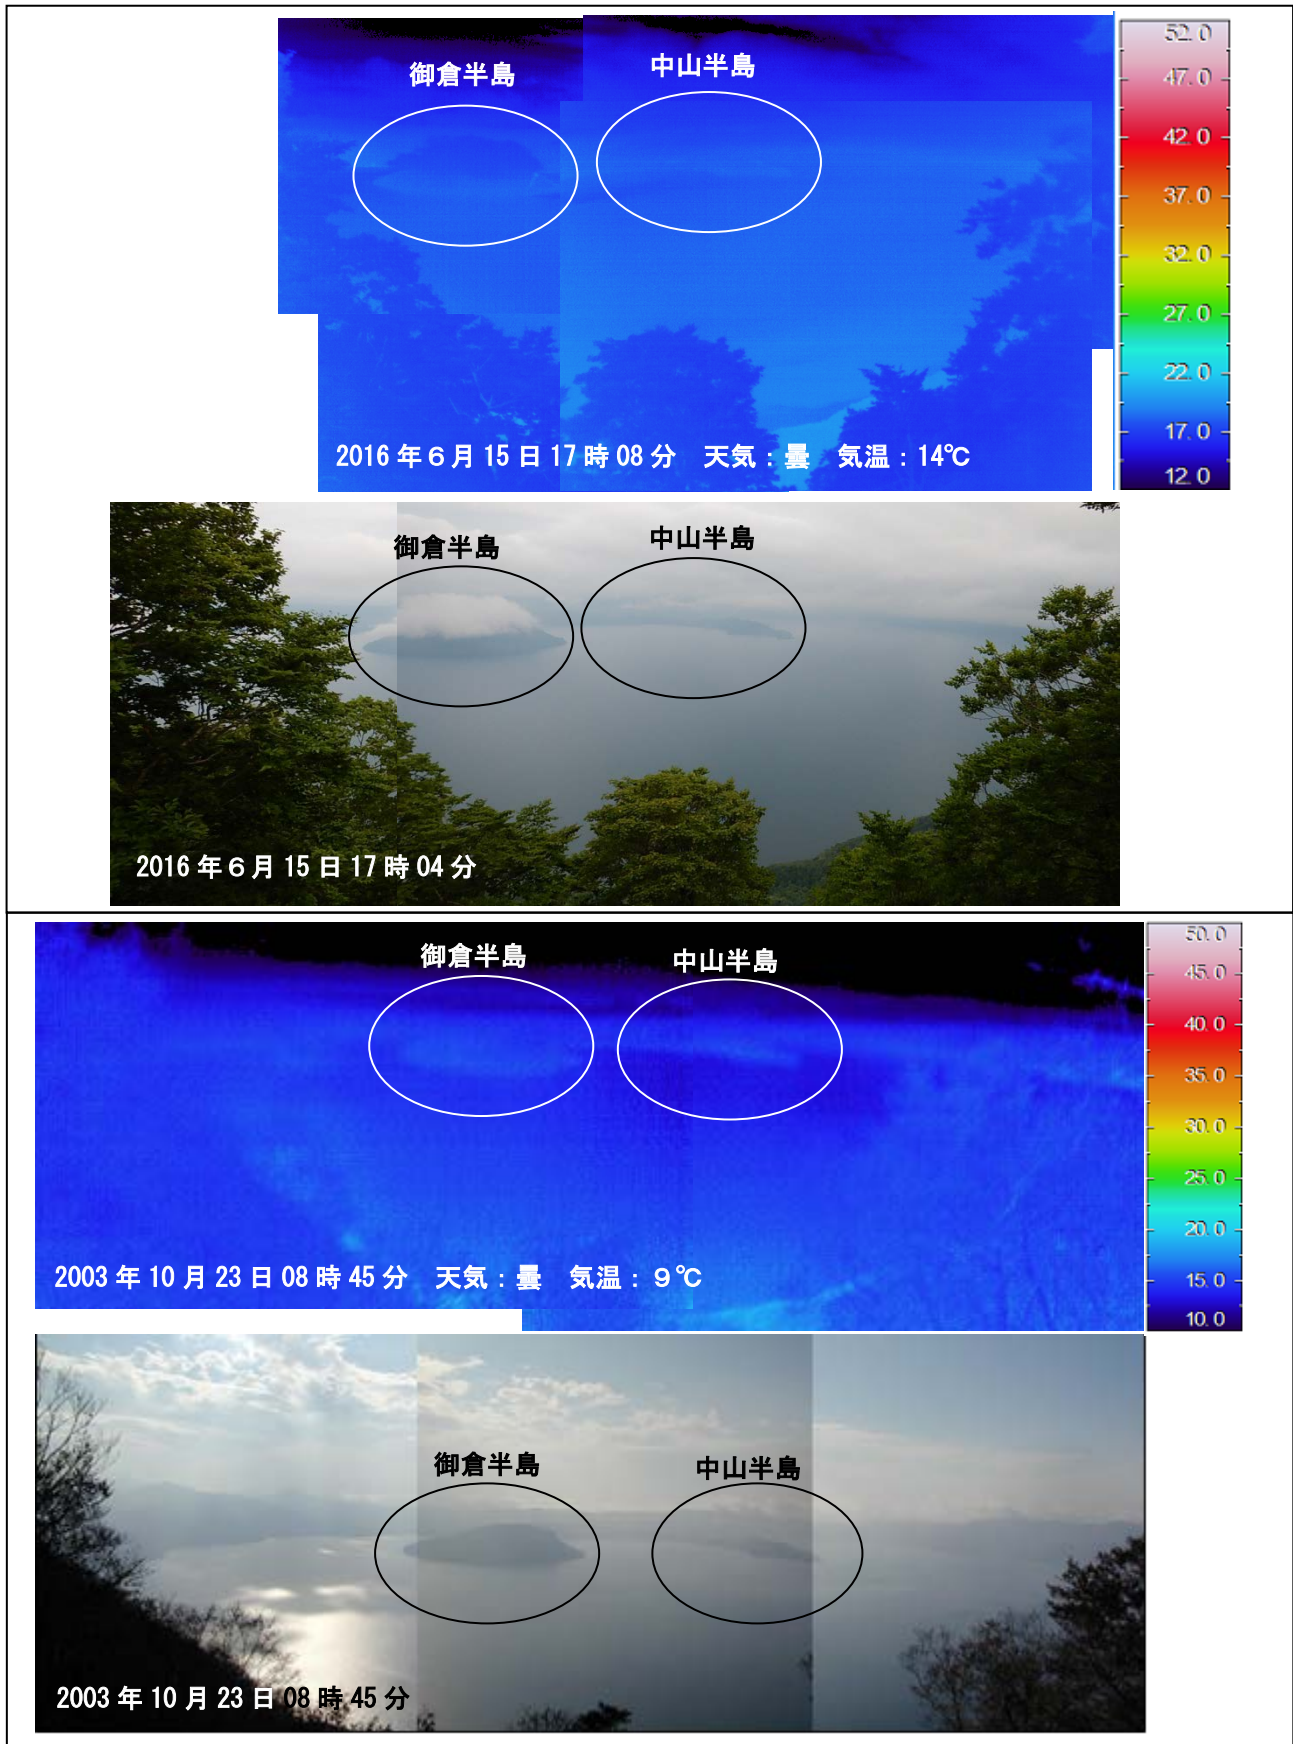 御倉半島
中山半島
52.0
47.0
42.0
37.0
32.0
27.0
22.0
17.0
12.0
2016年6月15日17時08分 天気：曇 気温：14℃
御倉半島
中山半島
2016年6月15日17時04分
御倉半島
中山半島
50.0
45.0
40.0
35.0
30.0
25.0
20.0
15.0
10.0
2003年10月23日08時45分 天気：曇 気温：9℃
御倉半島
中山半島
2003年10月23日08時45分